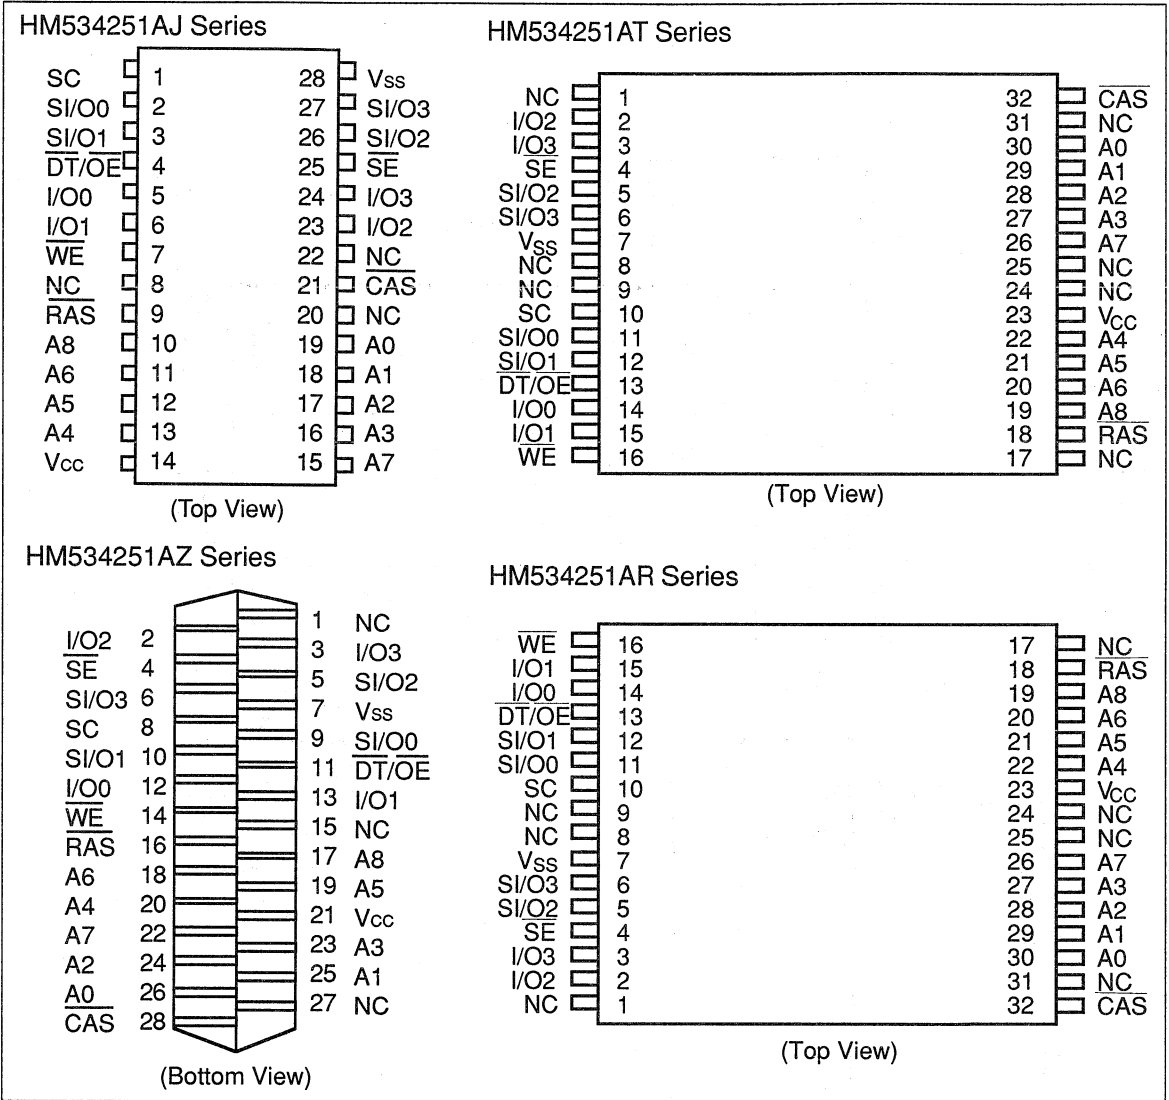 HM534251AJ Series
SC 1 28 Vss
SI/O0 2 27 SI/O3
SI/O1 3 26 SI/O2
DT/OE 4 25 SE
I/O0 5 24 I/O3
I/O1 6 23 I/O2
WE 7 22 NC
NC 8 21 CAS
RAS 9 20 NC
A8 10 19 A0
A6 11 18 A1
A5 12 17 A2
A4 13 16 A3
Vcc 14 15 A7
(Top View)
HM534251AT Series
NC 1 32 CAS
I/O2 2 31 NC
I/O3 3 30 A0
SE 4 29 A1
SI/O2 5 28 A2
SI/O3 6 27 A3
VSS 7 26 A7
NC 8 25 NC
NC 9 24 NC
SC 10 23 VCC
SI/O0 11 22 A4
SI/O1 12 21 A5
DT/OE 13 20 A6
I/O0 14 19 A8
I/O1 15 18 RAS
WE 16 17 NC
(Top View)
HM534251AZ Series
1 NC
I/O2 2
3 I/O3
SE 4
5 SI/O2
SI/O3 6
7 Vss
SC 8
9 SI/O0
SI/O1 10
11 DT/OE
I/O0 12
13 I/O1
WE 14
15 NC
RAS 16
17 A8
A6 18
19 A5
A4 20
21 Vcc
A7 22
23 A3
A2 24
25 A1
A0 26
27 NC
CAS 28
(Bottom View)
HM534251AR Series
WE 16 17 NC
I/O1 15 18 RAS
I/O0 14 19 A8
DT/OE 13 20 A6
SI/O1 12 21 A5
SI/O0 11 22 A4
SC 10 23 VCC
NC 9 24 NC
NC 8 25 NC
VSS 7 26 A7
SI/O3 6 27 A3
SI/O2 5 28 A2
SE 4 29 A1
I/O3 3 30 A0
I/O2 2 31 NC
NC 1 32 CAS
(Top View)